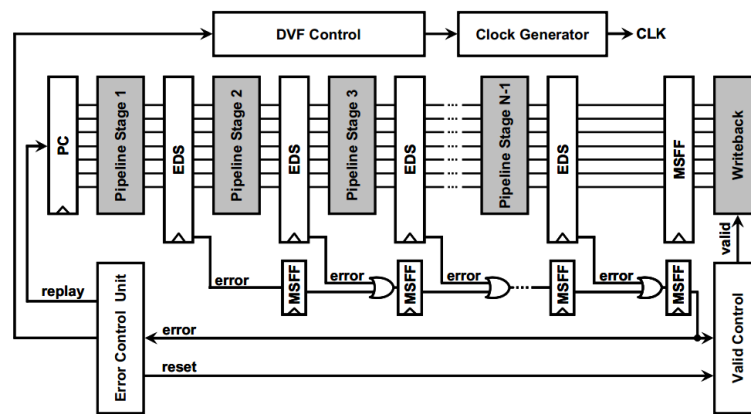 DVF Control
Clock Generator
CLK
PC
Pipeline Stage 1
EDS
Pipeline Stage 2
EDS
Pipeline Stage 3
EDS
Pipeline Stage N-1
EDS
MSFF
Writeback
valid
error
MSFF
error
MSFF
error
MSFF
error
MSFF
replay
Error Control Unit
error
reset
Valid Control